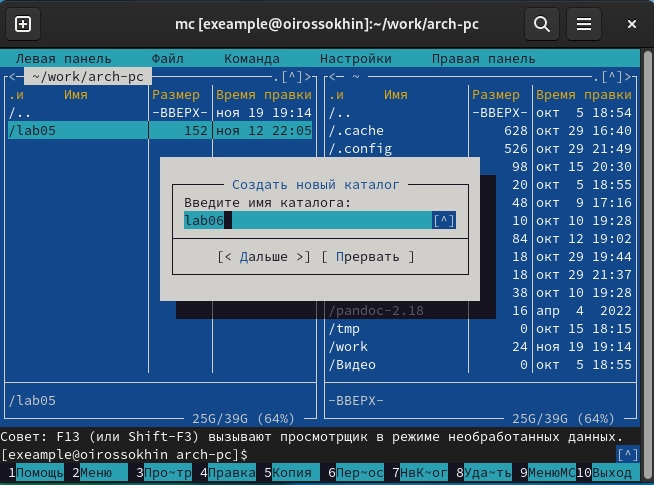 mc [exeample@oirossokhin]:~/work/arch-pc
Левая панель Файл Команда Настройки Правая панель
<─ ~/work/arch-pc .[^]> <─ ~ .[^]>
.и Имя Размер Время правки .и Имя Размер Время правки
/.. -ВВЕРХ- ноя 19 19:14 /.. -ВВЕРХ- окт 5 18:54
/lab05 152 ноя 12 22:05 /.cache 628 окт 29 16:40
/.config 526 окт 29 21:49
98 окт 15 20:30
Создать новый каталог 20 окт 5 18:55
Введите имя каталога: 48 окт 9 17:16
lab06 [^] 10 окт 10 19:28
84 окт 12 19:02
[< Дальше >] [ Прервать ] 18 окт 29 19:44
18 окт 29 21:37
38 окт 10 19:28
/pandoc-2.18 16 апр 4 2022
/tmp 0 окт 15 18:15
/work 24 ноя 19 19:14
/Видео 0 окт 5 18:55
/lab05 -ВВЕРХ-
25G/39G (64%) 25G/39G (64%)
Совет: F13 (или Shift-F3) вызывают просмотрщик в режиме необработанных данных.
[exeample@oirossokhin arch-pc]$ [^]
1Помощь 2Меню 3Про~тр 4Правка 5Копия 6Пер~ос 7НвК~ог 8Уда~ть 9МенюMC 10Выход